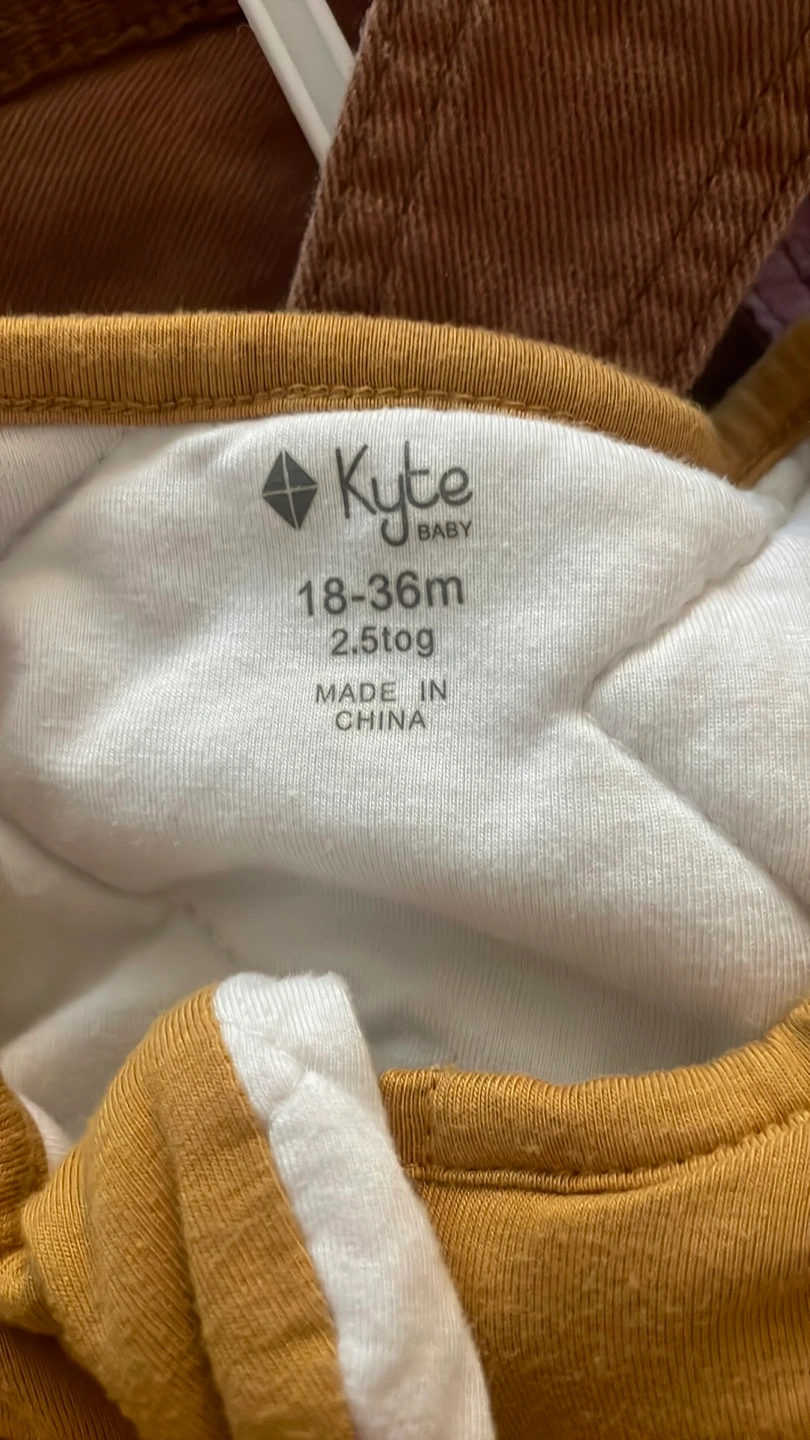 Kyte
BABY
18-36m
2.5tog
MADE IN
CHINA